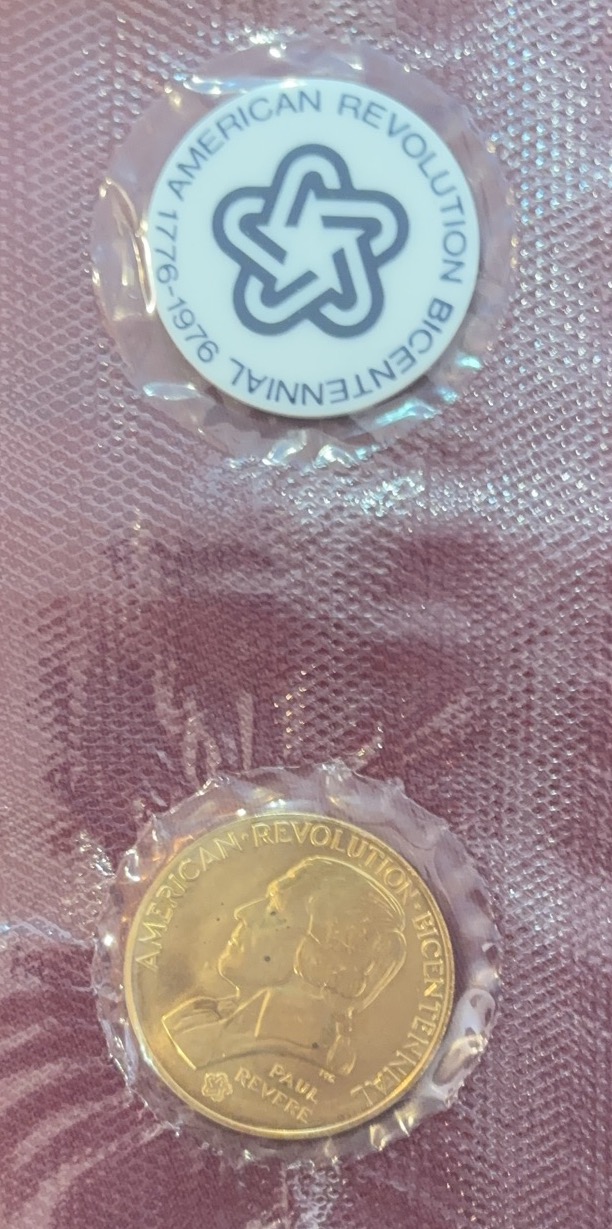 AMERICAN REVOLUTION BICENTENNIAL 1776-1976
AMERICAN·REVOLUTION·BICENTENNIAL
PAUL
REVERE